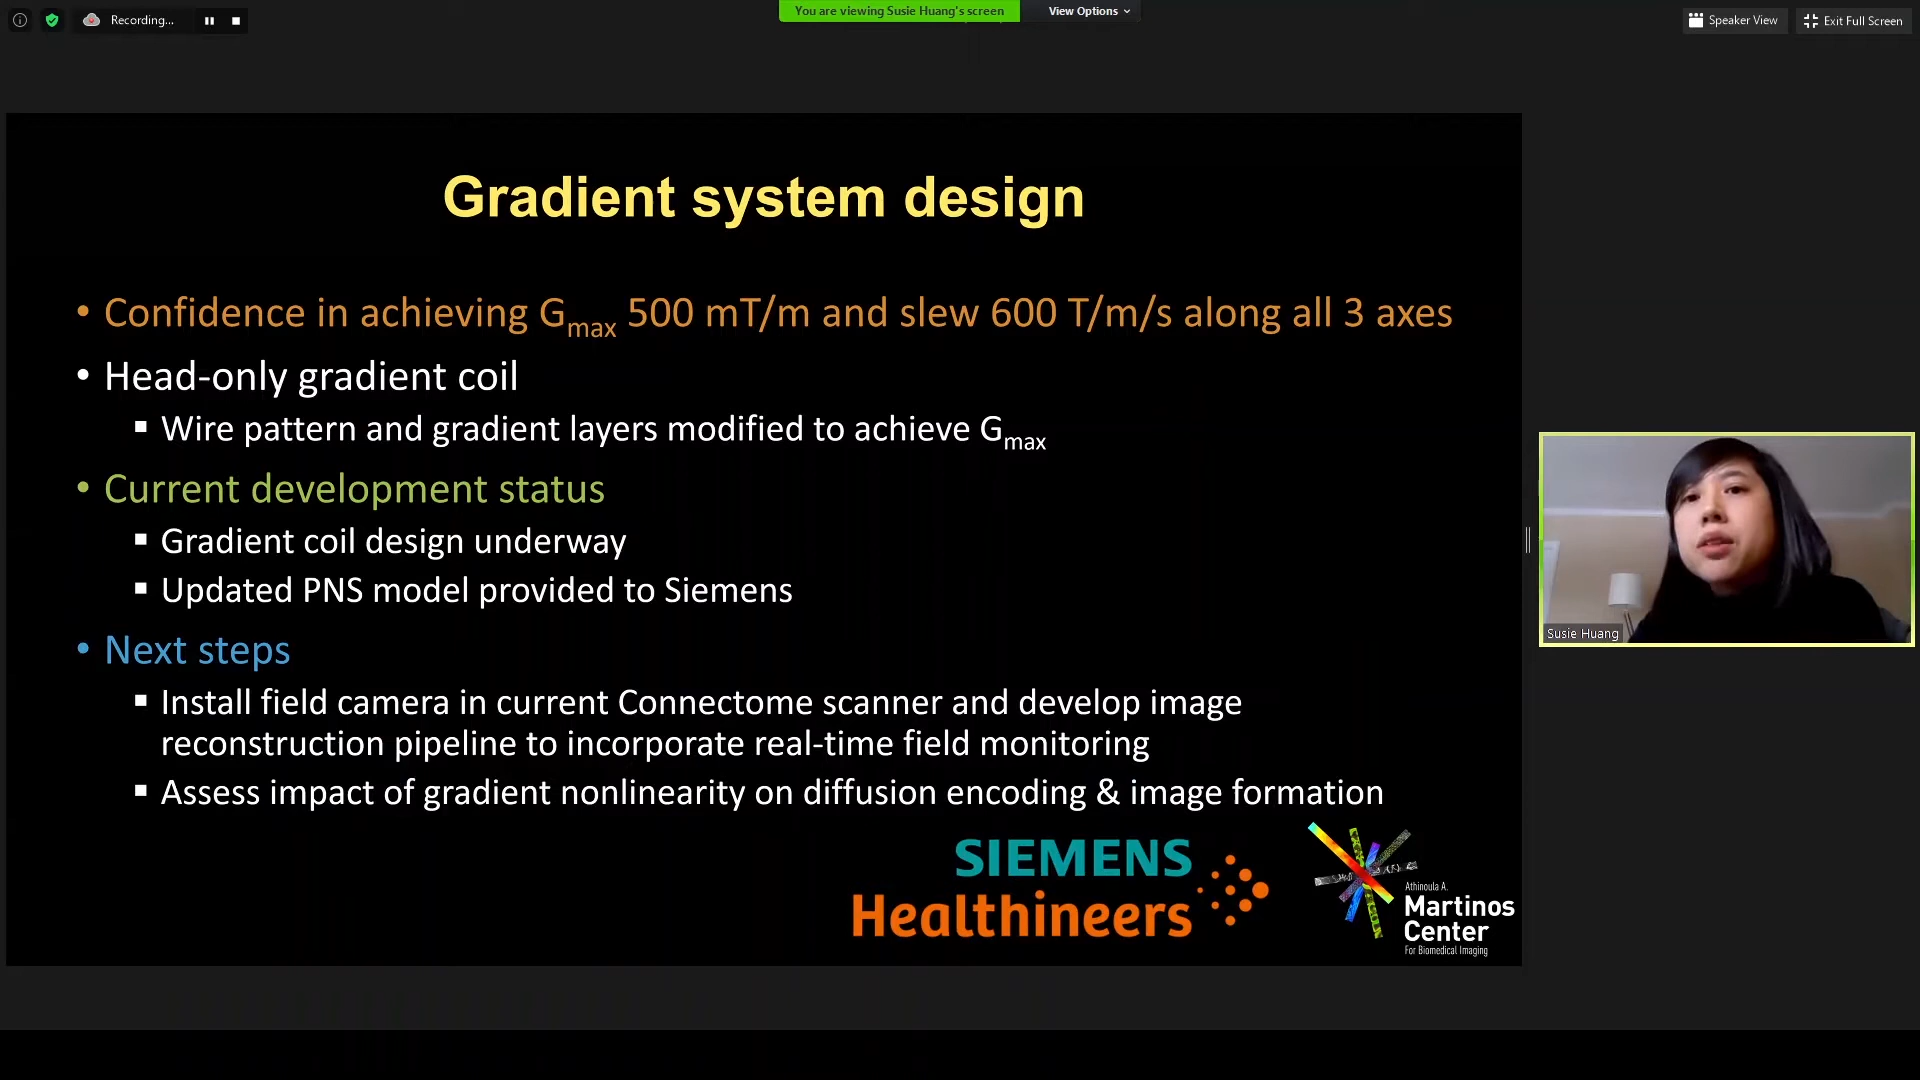 Recording...
You are viewing Susie Huang's screen
View Options
Speaker View
Exit Full Screen
Gradient system design
• Confidence in achieving Gmax 500 mT/m and slew 600 T/m/s along all 3 axes
• Head-only gradient coil
▪ Wire pattern and gradient layers modified to achieve Gmax
• Current development status
▪ Gradient coil design underway
▪ Updated PNS model provided to Siemens
• Next steps
▪ Install field camera in current Connectome scanner and develop image
reconstruction pipeline to incorporate real-time field monitoring
▪ Assess impact of gradient nonlinearity on diffusion encoding & image formation
SIEMENS
Healthineers
Athinoula A.
Martinos
Center
For Biomedical Imaging
Susie Huang